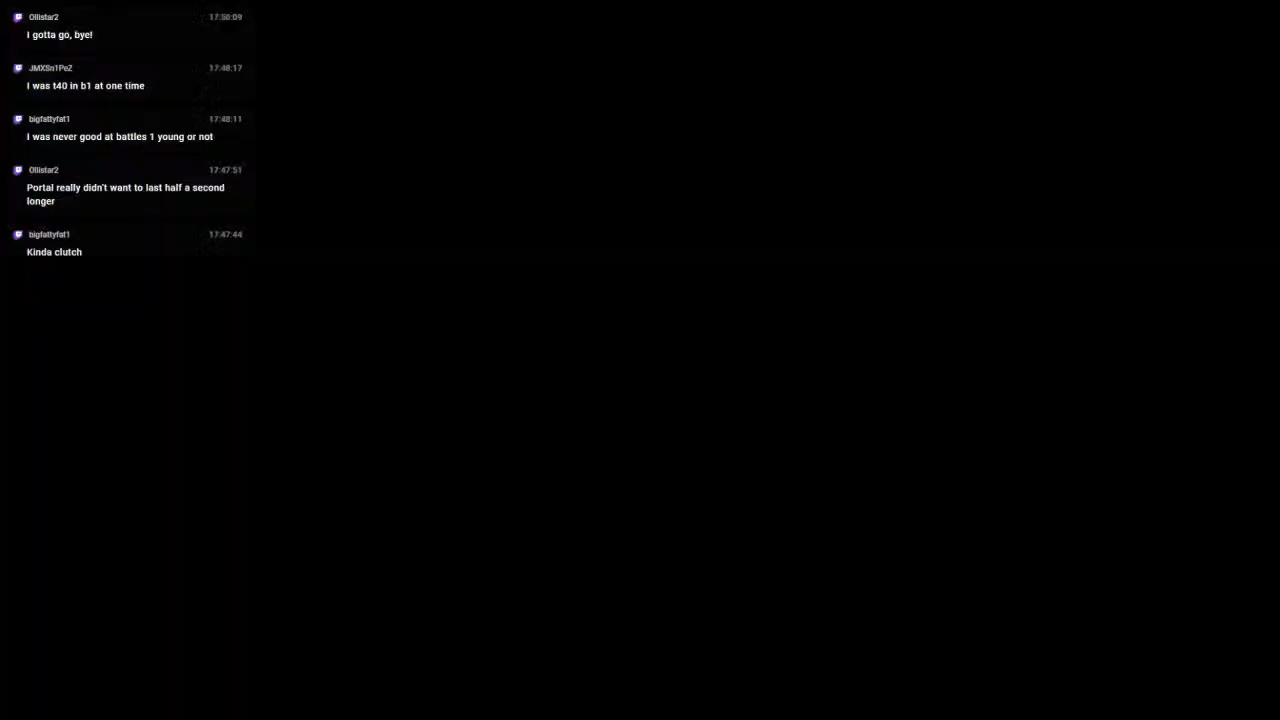 Ollistar2 17:50:09
I gotta go, bye!
JMXSn1PeZ 17:48:17
I was t40 in b1 at one time
bigfattyfat1 17:48:11
I was never good at battles 1 young or not
Ollistar2 17:47:51
Portal really didn't want to last half a second
longer
bigfattyfat1 17:47:44
Kinda clutch